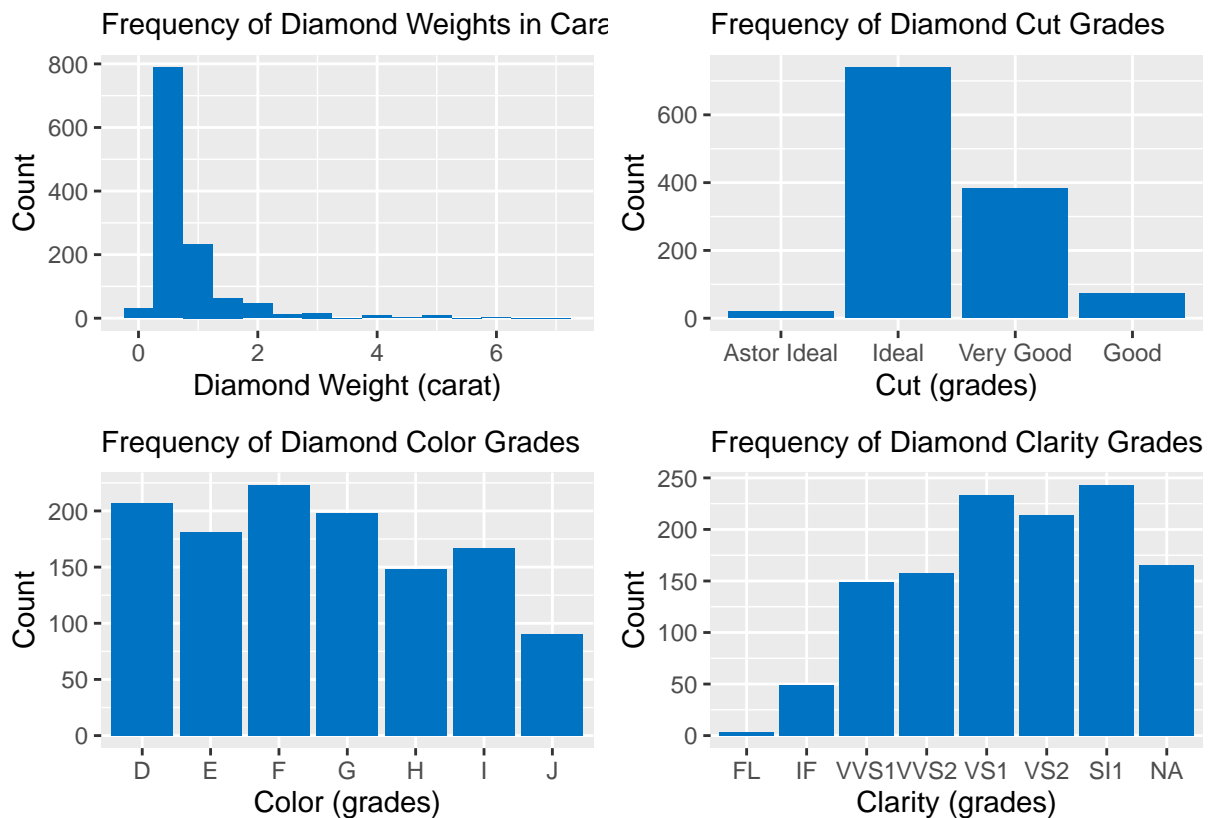 Frequency of Diamond Weights in Cara
800
600
400
200
0
Count
0 2 4 6
Diamond Weight (carat)
Frequency of Diamond Cut Grades
600
400
200
0
Count
Astor Ideal Ideal Very Good Good
Cut (grades)
Frequency of Diamond Color Grades
200
150
100
50
0
Count
D E F G H I J
Color (grades)
Frequency of Diamond Clarity Grades
250
200
150
100
50
0
Count
FL IF VVS1 VVS2 VS1 VS2 SI1 NA
Clarity (grades)